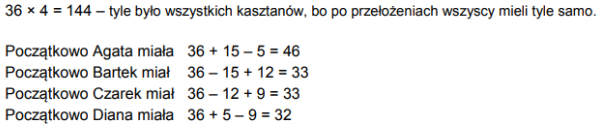 36 × 4 = 144 – tyle było wszystkich kasztanów, bo po przełożeniach wszyscy mieli tyle samo.
Początkowo Agata miała 36 + 15 – 5 = 46
Początkowo Bartek miał 36 – 15 + 12 = 33
Początkowo Czarek miał 36 – 12 + 9 = 33
Początkowo Diana miała 36 + 5 – 9 = 32